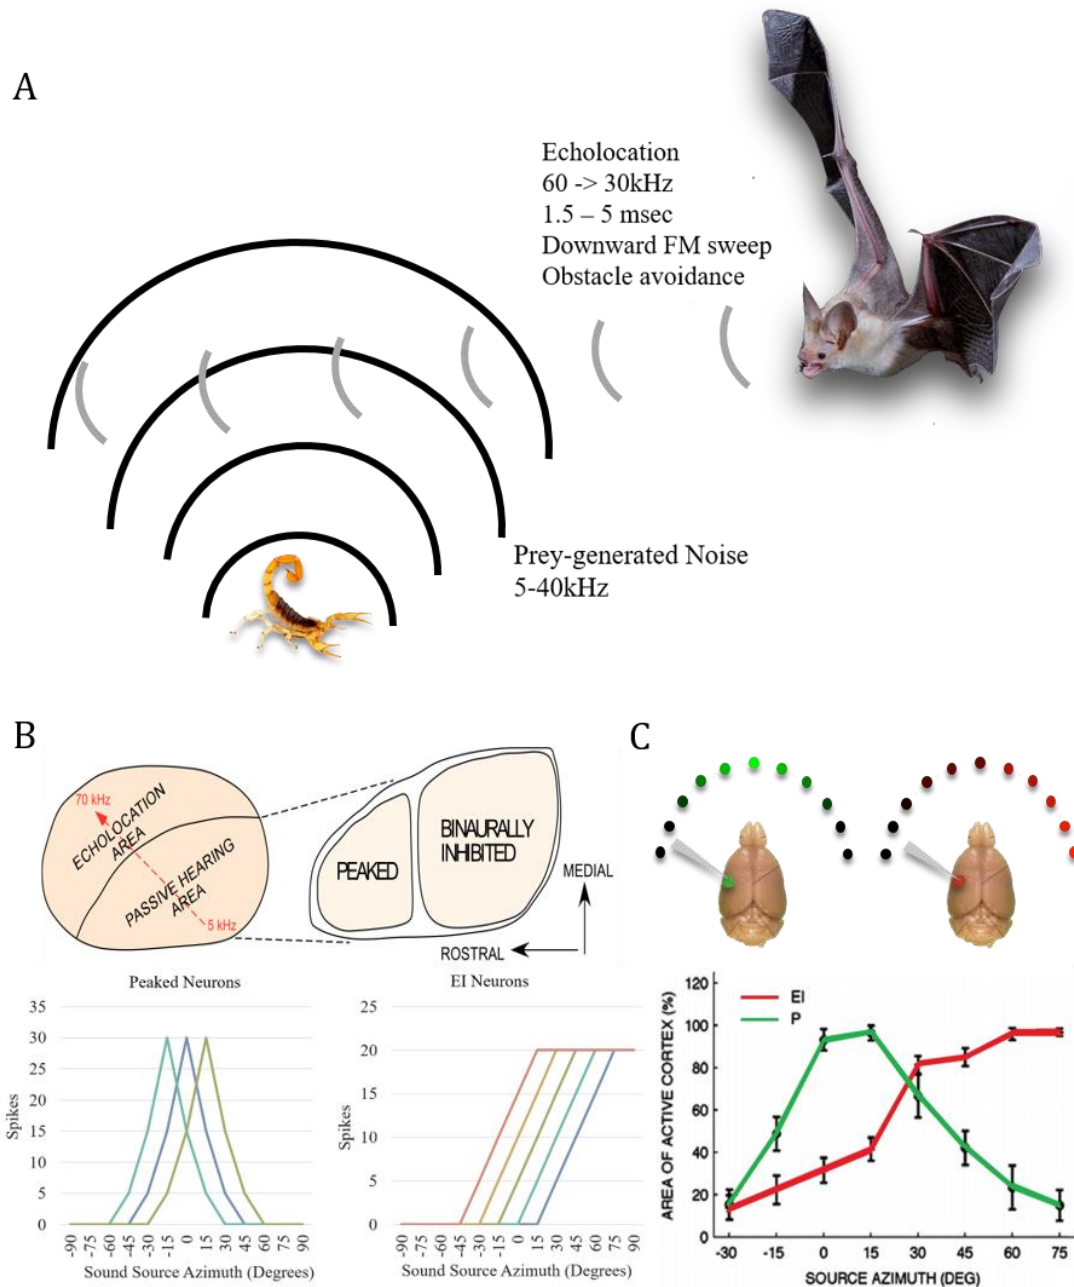 A
Echolocation
60 -> 30kHz
1.5 – 5 msec
Downward FM sweep
Obstacle avoidance
Prey-generated Noise
5-40kHz
B
70 kHz
ECHOLOCATION
AREA
PASSIVE HEARING
AREA
5 kHz
PEAKED
BINAURALLY
INHIBITED
MEDIAL
ROSTRAL
C
Peaked Neurons
35
30
25
20
15
10
5
0
Spikes
-90 -75 -60 -45 -30 -15 0 15 30 45 60 75 90
Sound Source Azimuth (Degrees)
EI Neurons
25
20
15
10
5
0
Spikes
-90 -75 -60 -45 -30 -15 0 15 30 45 60 75 90
Sound Source Azimuth (Degrees)
EI
P
120
100
80
60
40
20
0
AREA OF ACTIVE CORTEX (%)
-30 -15 0 15 30 45 60 75
SOURCE AZIMUTH (DEG)